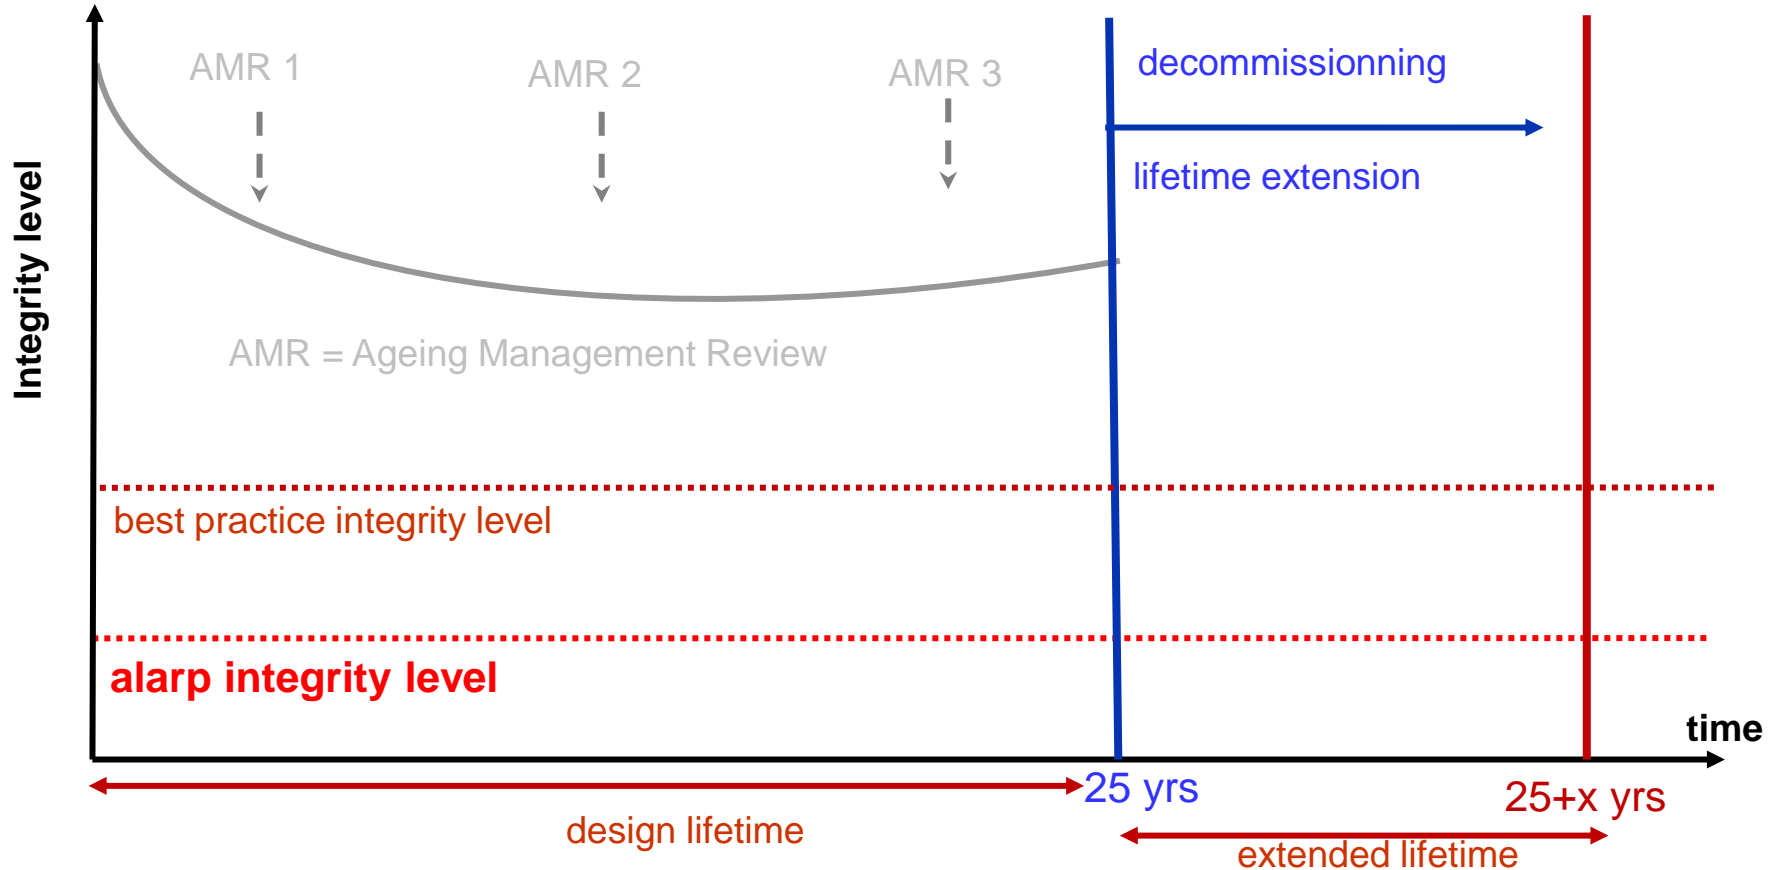 AMR 1
AMR 2
AMR 3
decommissionning
lifetime extension
Integrity level
AMR = Ageing Management Review
best practice integrity level
alarp integrity level
time
25 yrs
25+x yrs
design lifetime
extended lifetime